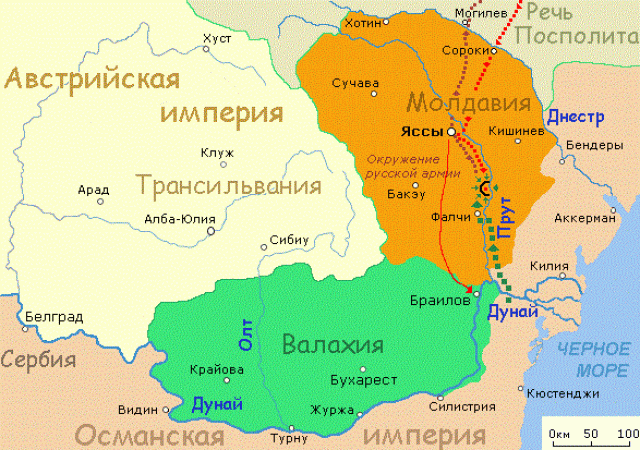 Могилев
Хотин
Речь
Посполита
Хуст
Сороки
Австрийская
империя
Сучава
Молдавия
Днестр
Яссы
Кишинев
Бендеры
Клуж
Окружение
русской армии
Трансильвания
Арад
Бакэу
Прут
Фалчи
Аккерман
Алба-Юлия
Сибиу
Килия
Браилов
Дунай
Белград
Олт
Валахия
ЧЕРНОЕ
МОРЕ
Сербия
Крайова
Бухарест
Кюстенджи
Видин
Дунай
Журжа
Силистрия
Турну
Османская
империя
0км 50 100